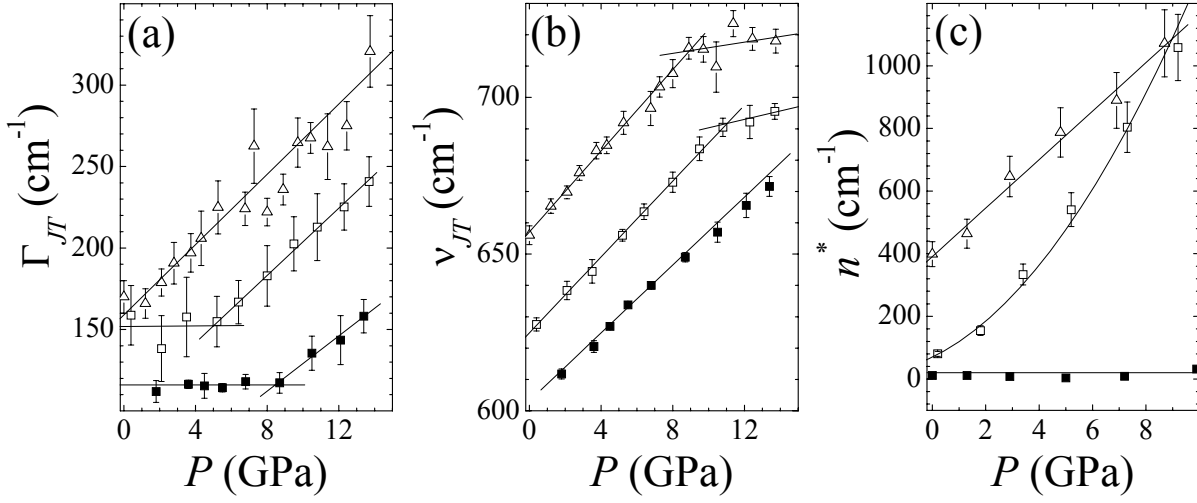 (a)
Γ_JT (cm⁻¹)
350
300
250
200
150
0 4 8 12
P (GPa)
(b)
ν_JT (cm⁻¹)
700
650
600
0 4 8 12
P (GPa)
(c)
n* (cm⁻¹)
1000
800
600
400
200
0
0 2 4 6 8
P (GPa)